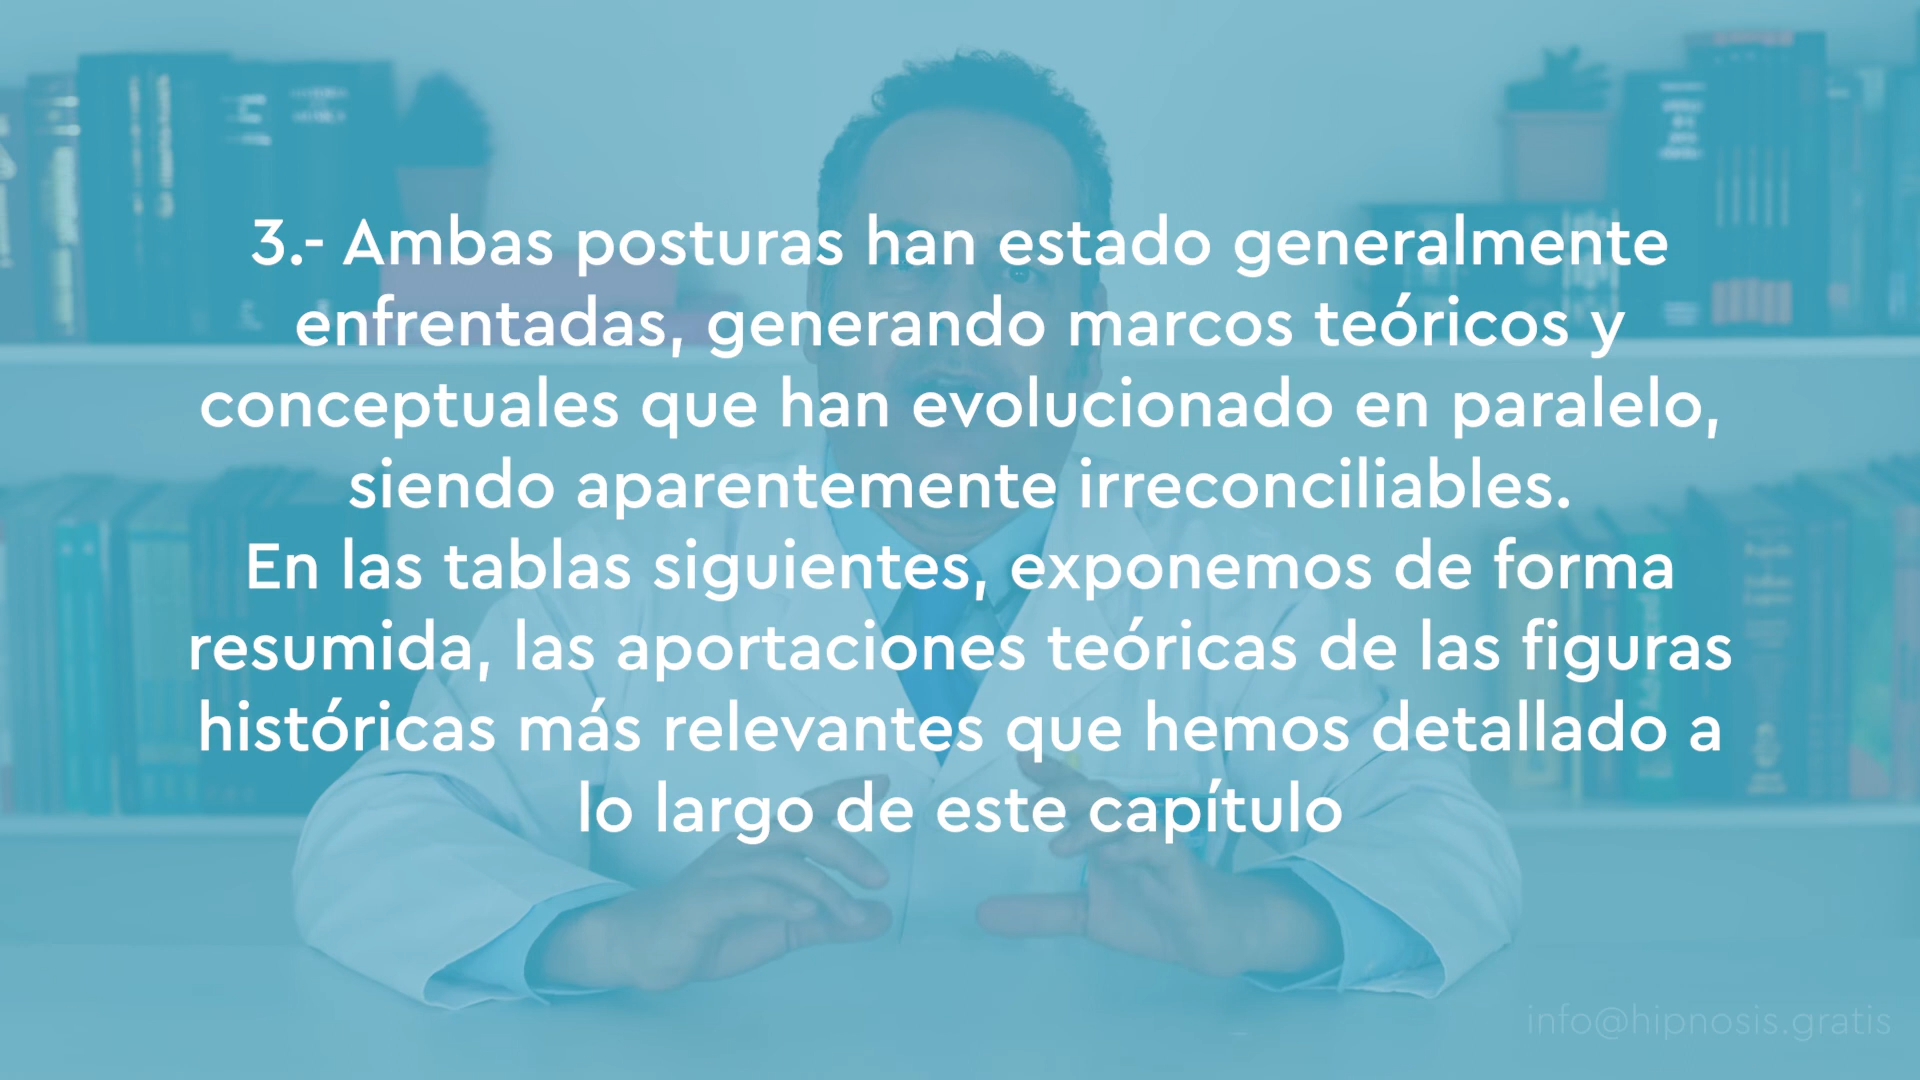 3.- Ambas posturas han estado generalmente
enfrentadas, generando marcos teóricos y
conceptuales que han evolucionado en paralelo,
siendo aparentemente irreconciliables.
En las tablas siguientes, exponemos de forma
resumida, las aportaciones teóricas de las figuras
históricas más relevantes que hemos detallado a
lo largo de este capítulo
info@hipnosis.gratis